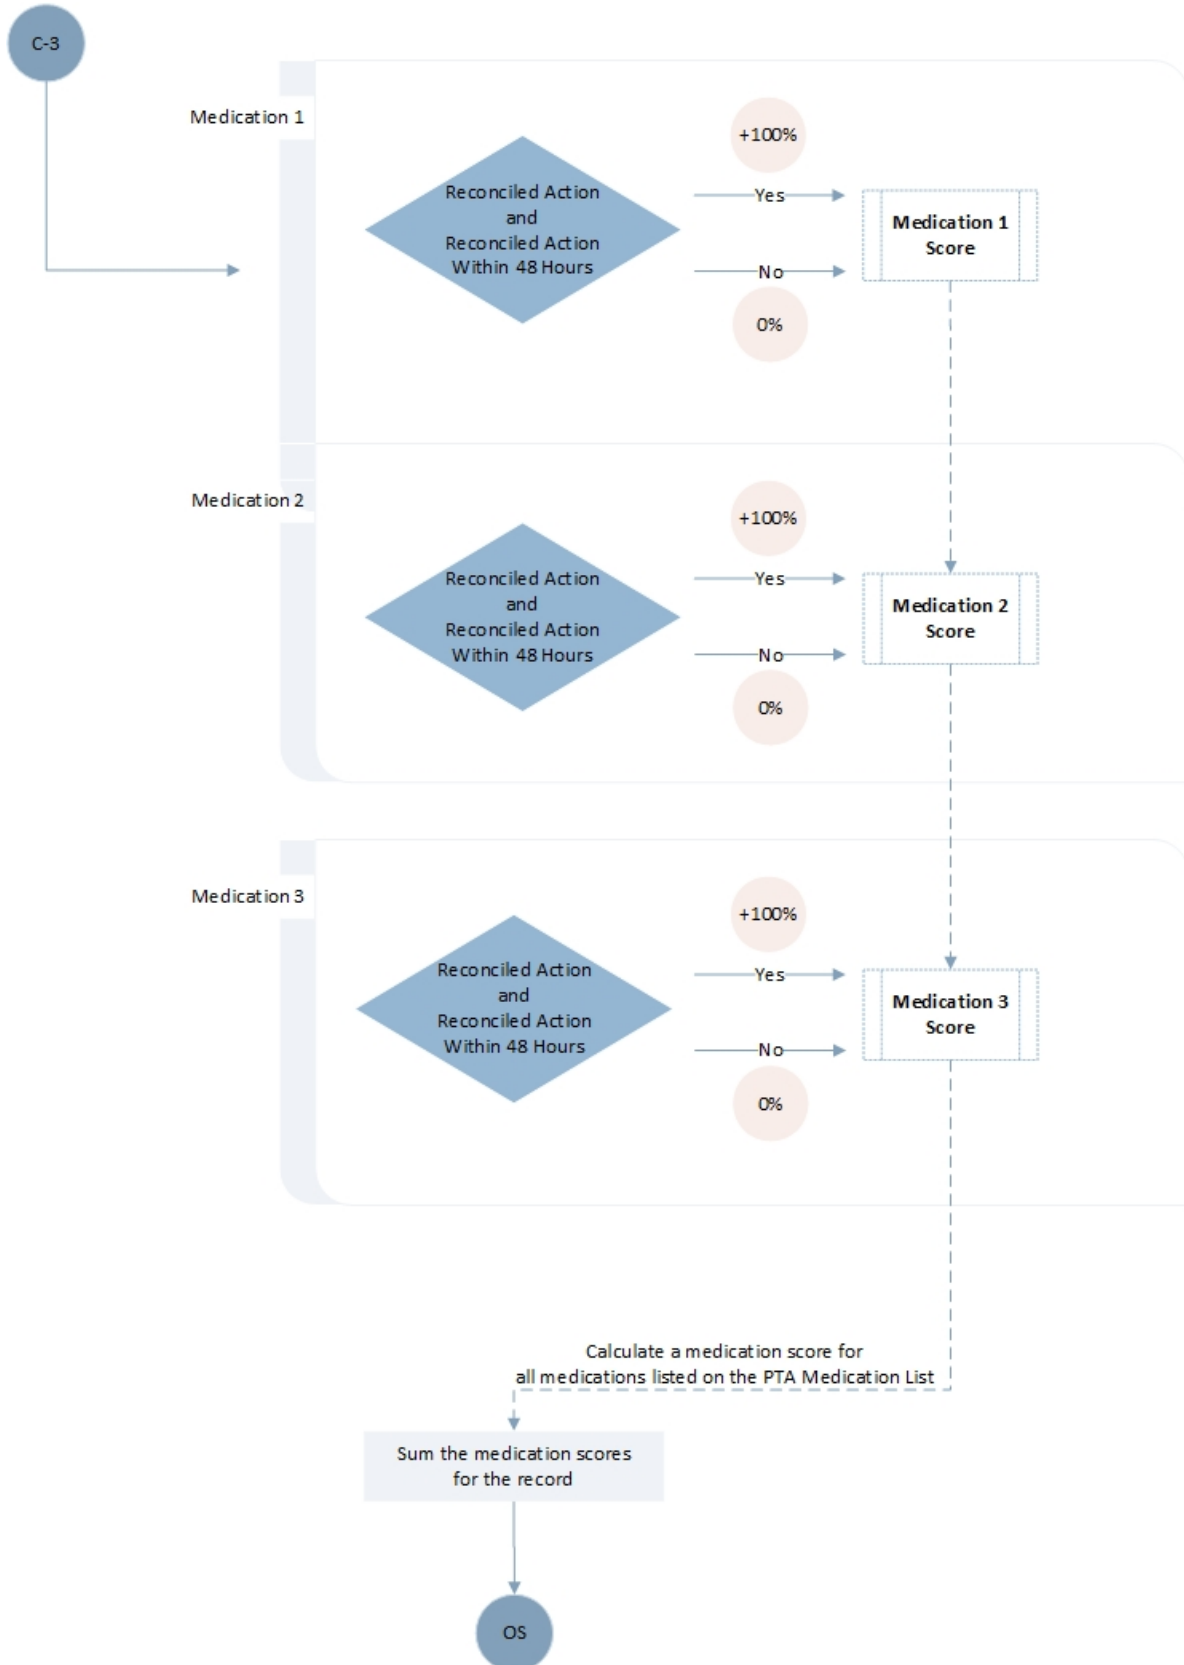 C-3
Medication 1
+100%
Reconciled Action
and
Reconciled Action
Within 48 Hours
Yes
No
0%
Medication 1
Score
Medication 2
+100%
Reconciled Action
and
Reconciled Action
Within 48 Hours
Yes
No
0%
Medication 2
Score
Medication 3
+100%
Reconciled Action
and
Reconciled Action
Within 48 Hours
Yes
No
0%
Medication 3
Score
Calculate a medication score for
all medications listed on the PTA Medication List
Sum the medication scores
for the record
OS